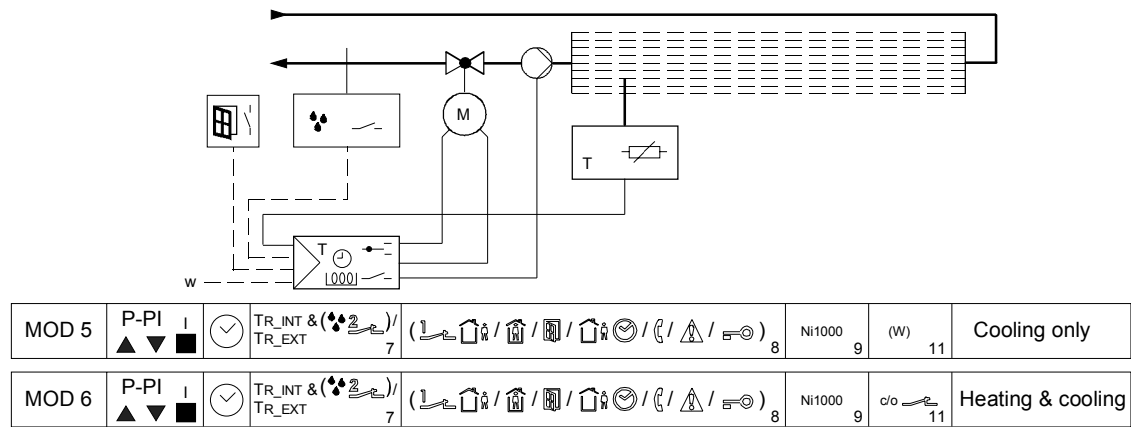 M
T
T
[000]
w
MOD 5 P-PI I TR_INT & ( 2 )/ TR_EXT 7 (1 / / / / / / ) 8 Ni1000 9 (W) 11 Cooling only
MOD 6 P-PI I TR_INT & ( 2 )/ TR_EXT 7 (1 / / / / / / ) 8 Ni1000 9 c/o 11 Heating & cooling